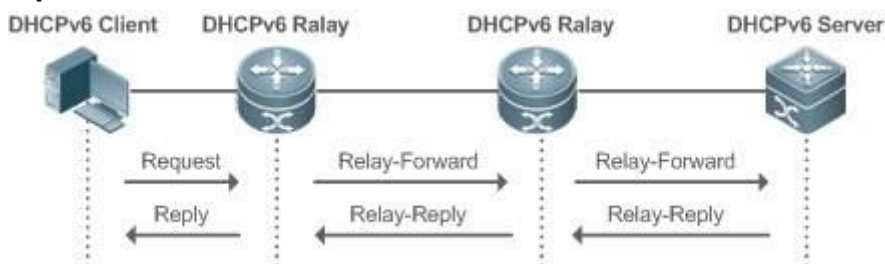 DHCPv6 Client DHCPv6 Ralay DHCPv6 Ralay DHCPv6 Server
Request Relay-Forward Relay-Forward
Reply Relay-Reply Relay-Reply